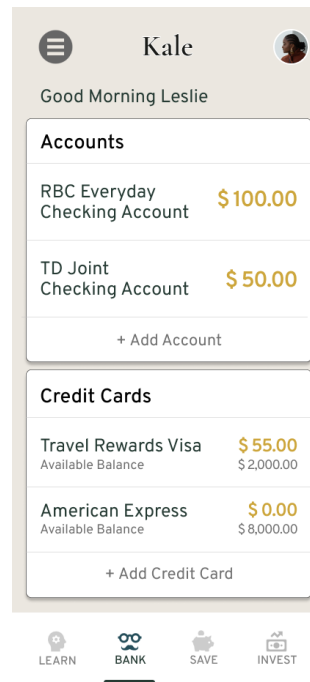 Kale
Good Morning Leslie
Accounts
RBC Everyday
Checking Account
$100.00
TD Joint
Checking Account
$50.00
+ Add Account
Credit Cards
Travel Rewards Visa
$55.00
Available Balance
$2,000.00
American Express
$0.00
Available Balance
$8,000.00
+ Add Credit Card
LEARN
BANK
SAVE
INVEST